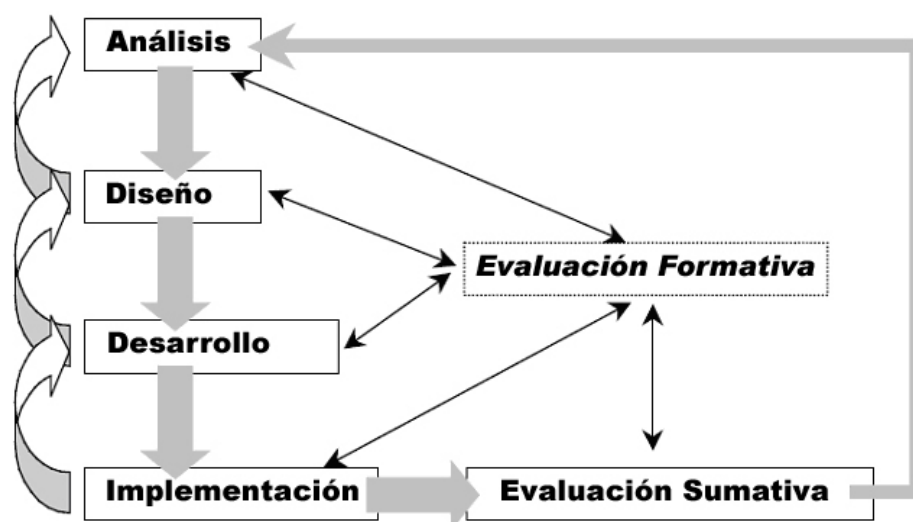 Análisis
Diseño
Evaluación Formativa
Desarrollo
Implementación
Evaluación Sumativa